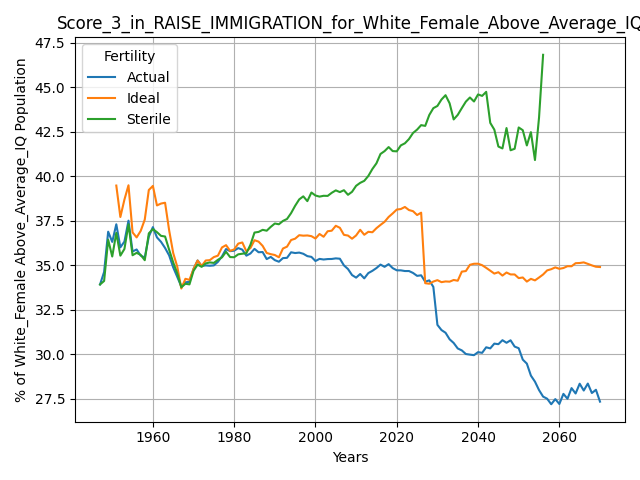 Score_3_in_RAISE_IMMIGRATION_for_White_Female_Above_Average_IQ
47.5
45.0
42.5
40.0
37.5
35.0
32.5
30.0
27.5
% of White_Female Above_Average_IQ Population
Fertility
Actual
Ideal
Sterile
1960 1980 2000 2020 2040 2060
Years